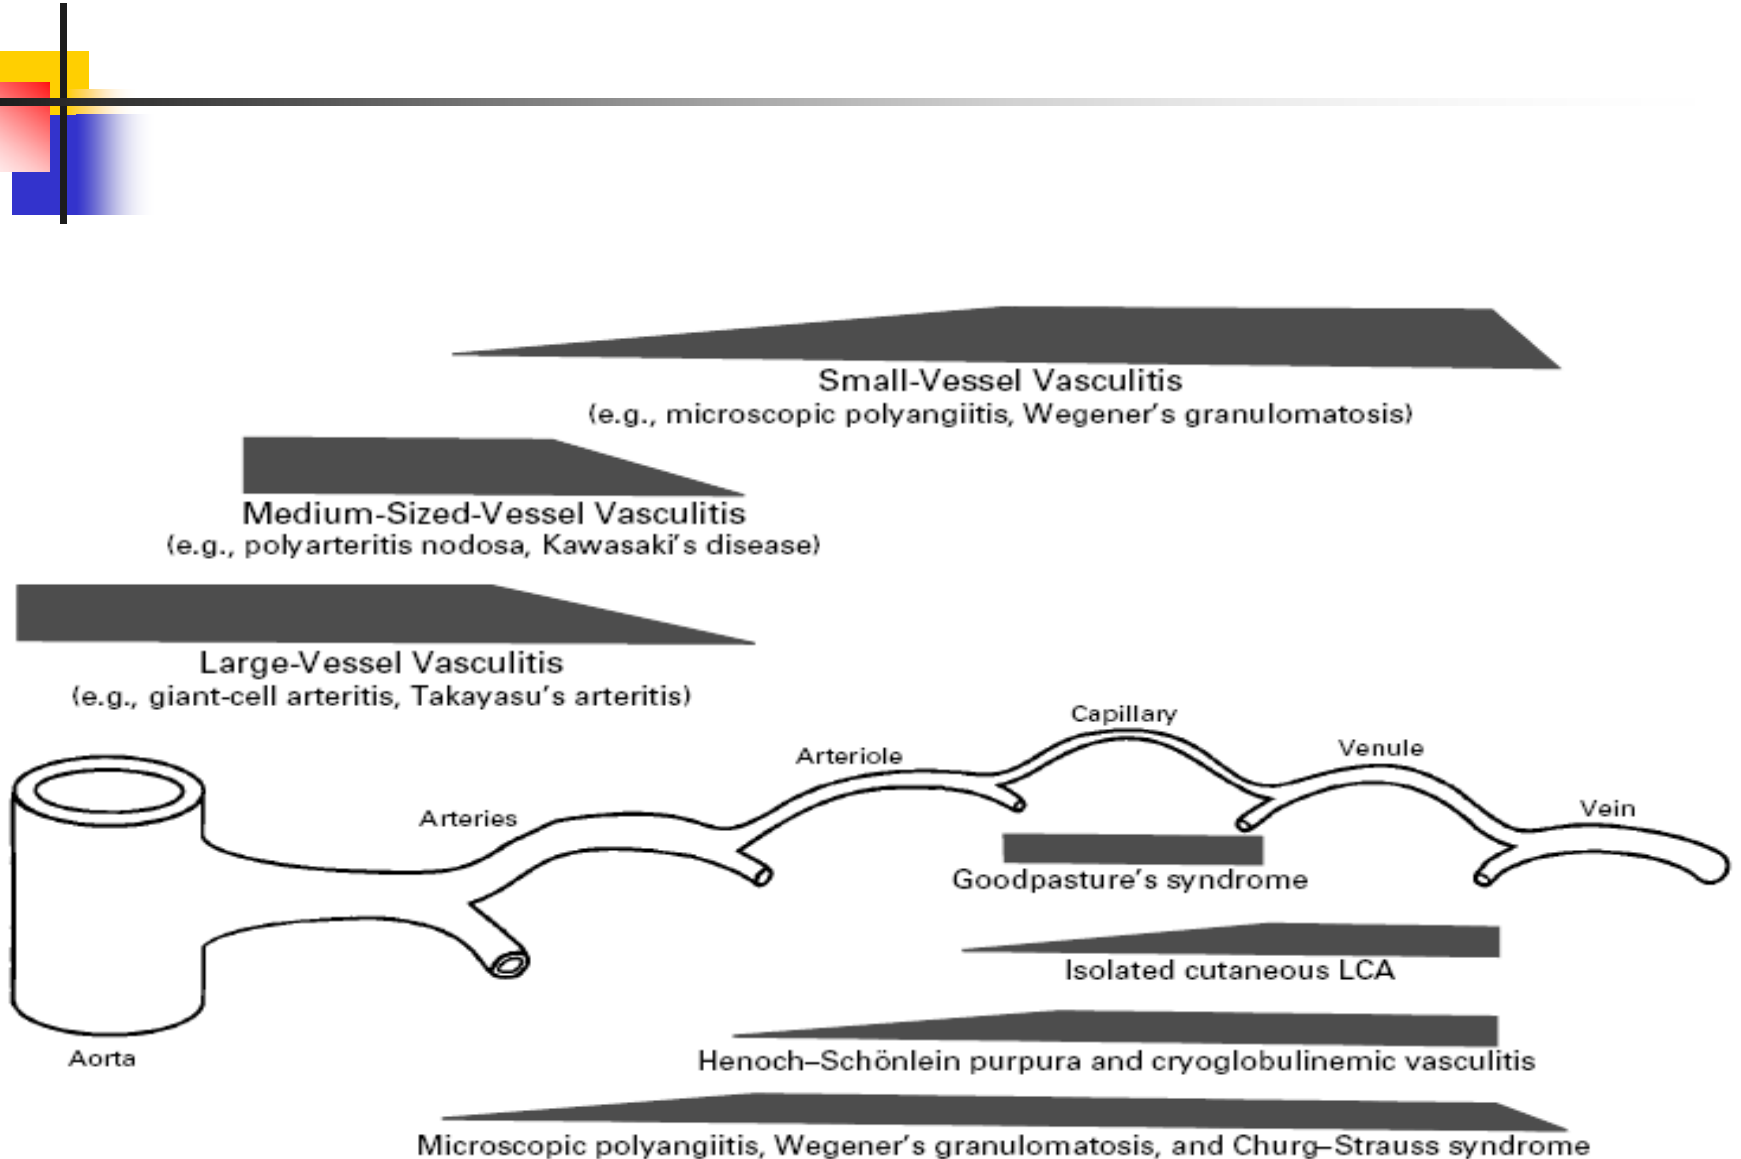 Small-Vessel Vasculitis
(e.g., microscopic polyangiitis, Wegener's granulomatosis)
Medium-Sized-Vessel Vasculitis
(e.g., polyarteritis nodosa, Kawasaki's disease)
Large-Vessel Vasculitis
(e.g., giant-cell arteritis, Takayasu's arteritis)
Capillary
Arteriole
Venule
Arteries
Vein
Goodpasture's syndrome
Isolated cutaneous LCA
Aorta
Henoch–Schönlein purpura and cryoglobulinemic vasculitis
Microscopic polyangiitis, Wegener's granulomatosis, and Churg–Strauss syndrome